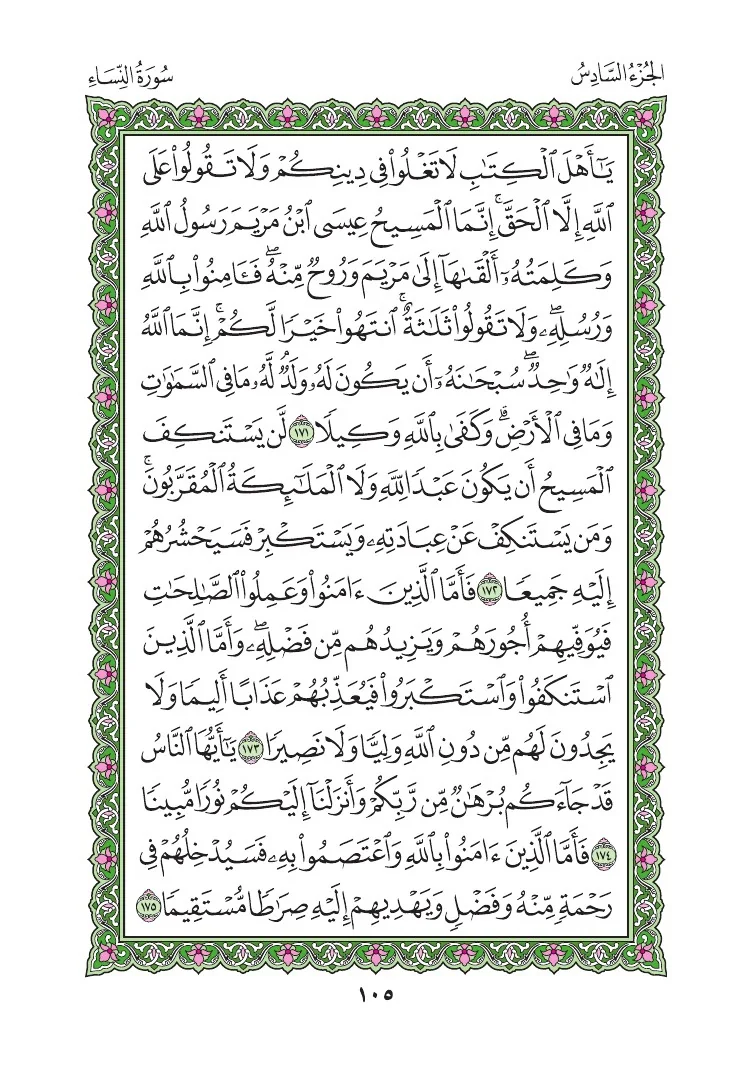 الجُزْءُ السَّادِسُ
سُورَةُ النِّسَاءِ
يَٰٓأَهْلَ ٱلْكِتَٰبِ لَا تَغْلُوا۟ فِى دِينِكُمْ وَلَا تَقُولُوا۟ عَلَى
ٱللَّهِ إِلَّا ٱلْحَقَّ ۚ إِنَّمَا ٱلْمَسِيحُ عِيسَى ٱبْنُ مَرْيَمَ رَسُولُ ٱللَّهِ
وَكَلِمَتُهُۥٓ أَلْقَىٰهَآ إِلَىٰ مَرْيَمَ وَرُوحٌ مِّنْهُ ۖ فَـَٔامِنُوا۟ بِٱللَّهِ
وَرُسُلِهِۦ ۖ وَلَا تَقُولُوا۟ ثَلَٰثَةٌ ۚ ٱنتَهُوا۟ خَيْرًا لَّكُمْ ۚ إِنَّمَا ٱللَّهُ
إِلَٰهٌ وَٰحِدٌ ۖ سُبْحَٰنَهُۥٓ أَن يَكُونَ لَهُۥ وَلَدٌ ۘ لَّهُۥ مَا فِى ٱلسَّمَٰوَٰتِ
وَمَا فِى ٱلْأَرْضِ ۗ وَكَفَىٰ بِٱللَّهِ وَكِيلًا ١٧١ لَّن يَسْتَنكِفَ
ٱلْمَسِيحُ أَن يَكُونَ عَبْدًا لِّلَّهِ وَلَا ٱلْمَلَٰٓئِكَةُ ٱلْمُقَرَّبُونَ ۚ
وَمَن يَسْتَنكِفْ عَنْ عِبَادَتِهِۦ وَيَسْتَكْبِرْ فَسَيَحْشُرُهُمْ
إِلَيْهِ جَمِيعًا ١٧٢ فَأَمَّا ٱلَّذِينَ ءَامَنُوا۟ وَعَمِلُوا۟ ٱلصَّٰلِحَٰتِ
فَيُوَفِّيهِمْ أُجُورَهُمْ وَيَزِيدُهُم مِّن فَضْلِهِۦ ۖ وَأَمَّا ٱلَّذِينَ
ٱسْتَنكَفُوا۟ وَٱسْتَكْبَرُوا۟ فَيُعَذِّبُهُمْ عَذَابًا أَلِيمًا وَلَا
يَجِدُونَ لَهُم مِّن دُونِ ٱللَّهِ وَلِيًّا وَلَا نَصِيرًا ١٧٣ يَٰٓأَيُّهَا ٱلنَّاسُ
قَدْ جَآءَكُم بُرْهَٰنٌ مِّن رَّبِّكُمْ وَأَنزَلْنَآ إِلَيْكُمْ نُورًا مُّبِينًا
١٧٤ فَأَمَّا ٱلَّذِينَ ءَامَنُوا۟ بِٱللَّهِ وَٱعْتَصَمُوا۟ بِهِۦ فَسَيُدْخِلُهُمْ فِى
رَحْمَةٍ مِّنْهُ وَفَضْلٍ وَيَهْدِيهِمْ إِلَيْهِ صِرَٰطًا مُّسْتَقِيمًا ١٧٥
١٠٥